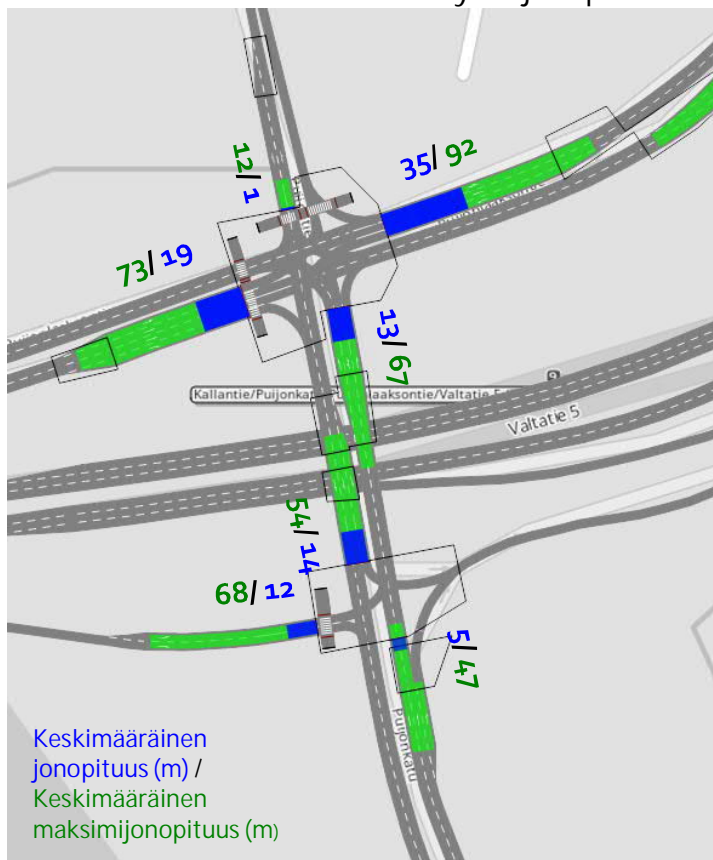 12/1
35/92
73/19
13/67
Kallantie/Puijonkatu
Valtatie 5
9
54/14
68/12
5/47
Puijonkatu
Keskimääräinen
jonopituus (m) /
Keskimääräinen
maksimijonopituus (m)